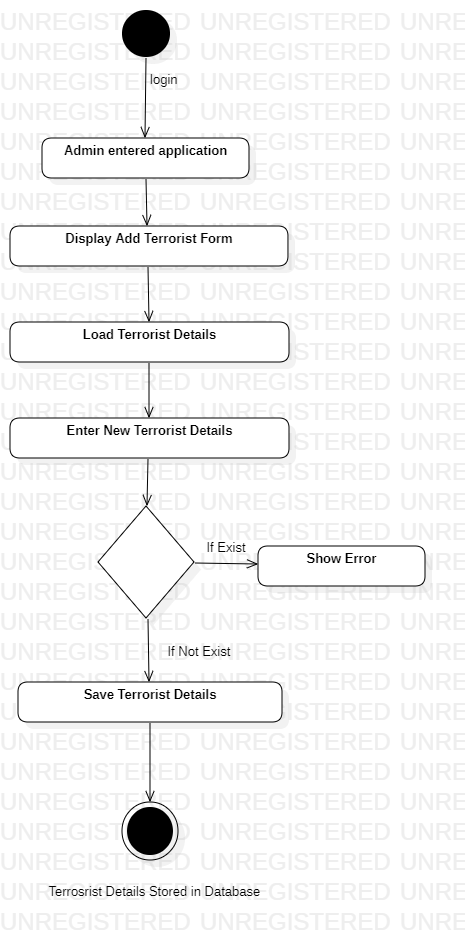 login
Admin entered application
Display Add Terrorist Form
Load Terrorist Details
Enter New Terrorist Details
If Exist
Show Error
If Not Exist
Save Terrorist Details
Terrosrist Details Stored in Database
UNREGISTERED